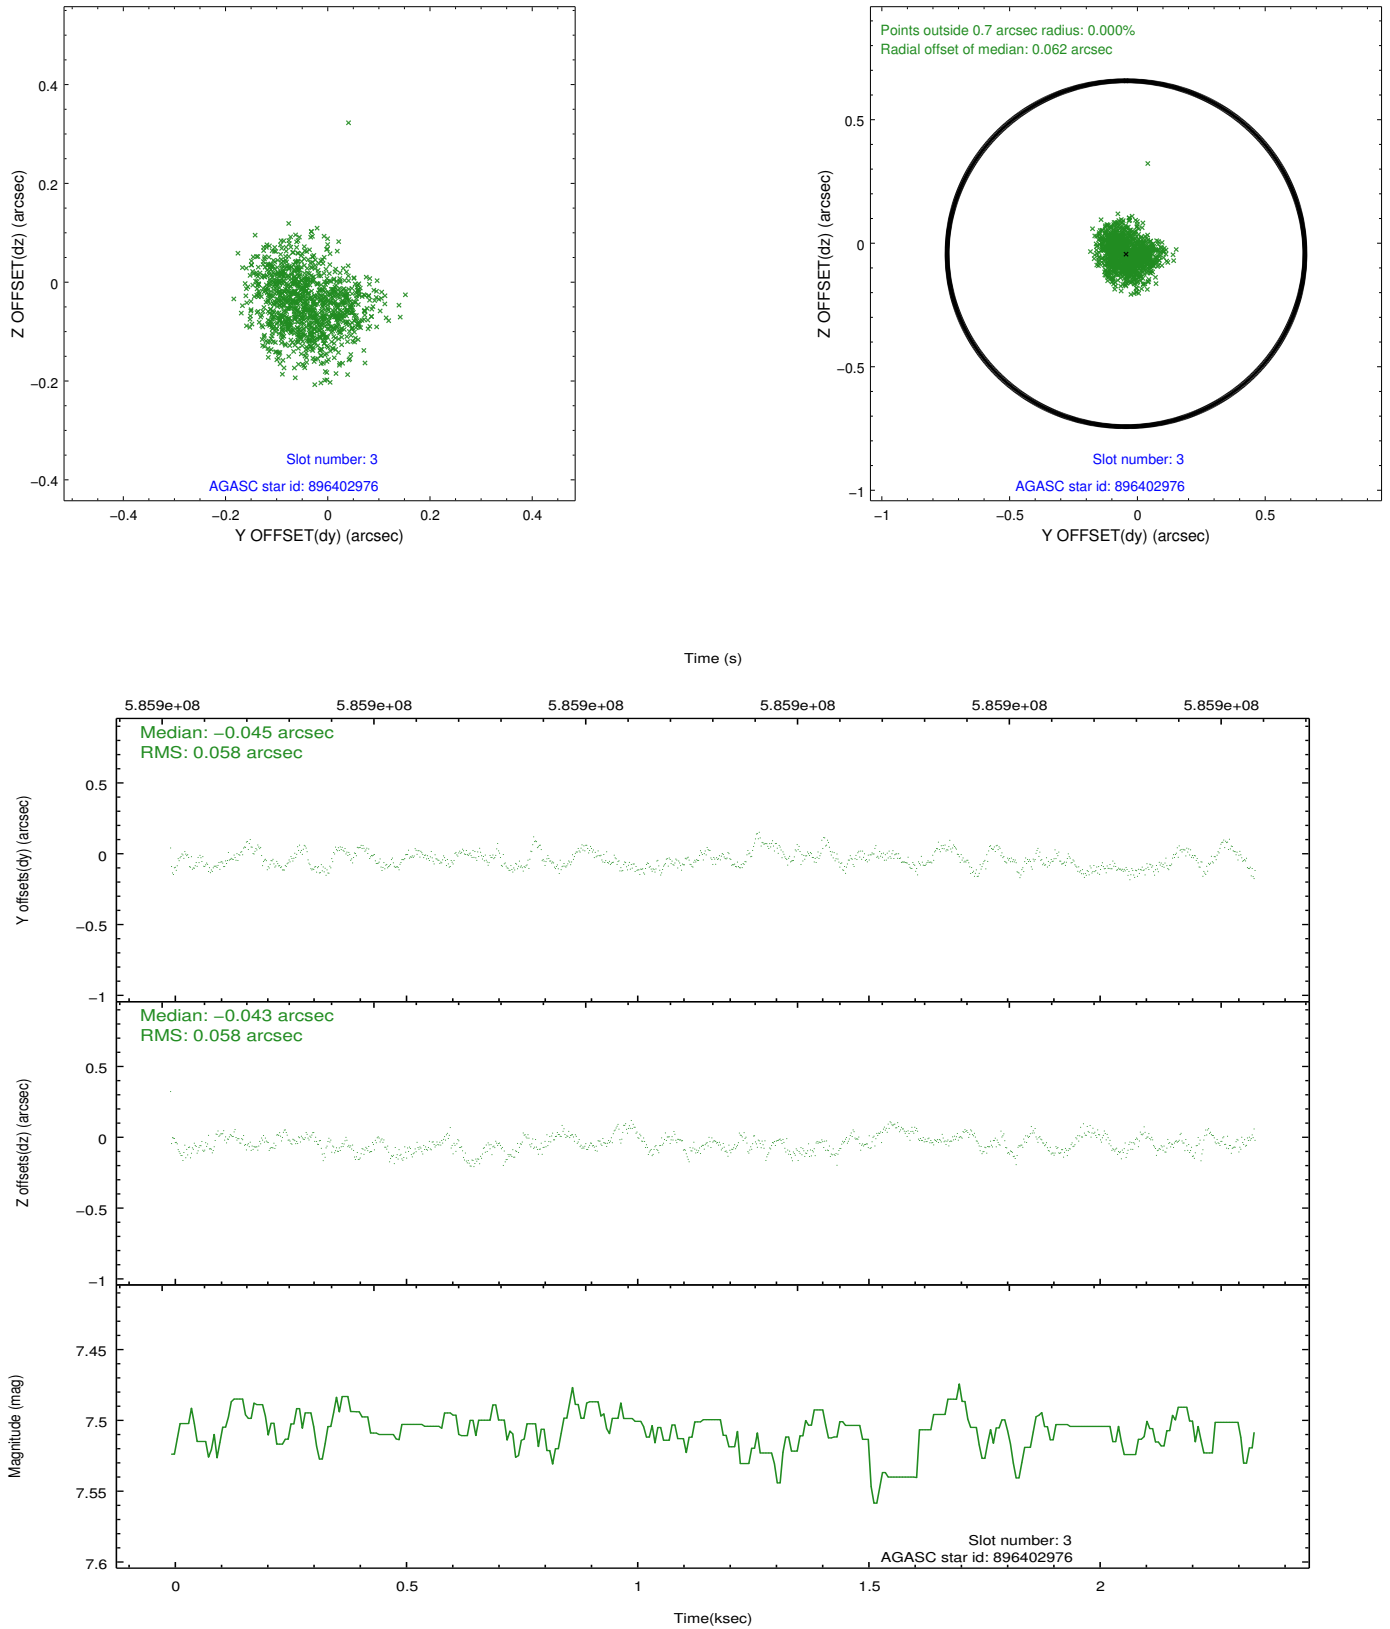 0.4
0.2
0
−0.2
−0.4
Z OFFSET(dz) (arcsec)
Slot number: 3
AGASC star id: 896402976
−0.4 −0.2 0 0.2 0.4
Y OFFSET(dy) (arcsec)
Points outside 0.7 arcsec radius: 0.000%
Radial offset of median: 0.062 arcsec
0.5
0
−0.5
−1
Z OFFSET(dz) (arcsec)
Slot number: 3
AGASC star id: 896402976
−1 −0.5 0 0.5
Y OFFSET(dy) (arcsec)
Time (s)
5.859e+08 5.859e+08 5.859e+08 5.859e+08 5.859e+08 5.859e+08
Median: −0.045 arcsec
RMS: 0.058 arcsec
0.5
0
−0.5
−1
Y offsets(dy) (arcsec)
Median: −0.043 arcsec
RMS: 0.058 arcsec
0.5
0
−0.5
−1
Z offsets(dz) (arcsec)
7.45
7.5
7.55
7.6
Magnitude (mag)
Slot number: 3
AGASC star id: 896402976
0 0.5 1 1.5 2
Time(ksec)